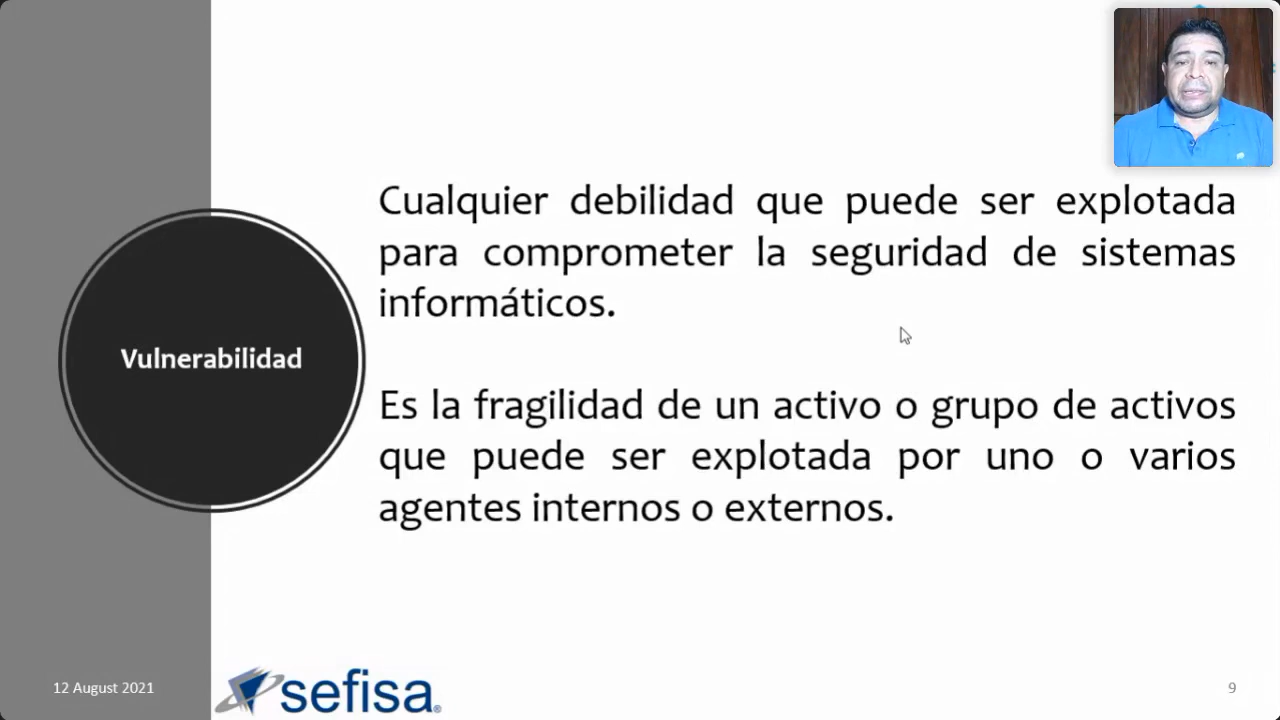 Cualquier debilidad que puede ser explotada
para comprometer la seguridad de sistemas
informáticos.
Vulnerabilidad
Es la fragilidad de un activo o grupo de activos
que puede ser explotada por uno o varios
agentes internos o externos.
12 August 2021
sefisa®
9